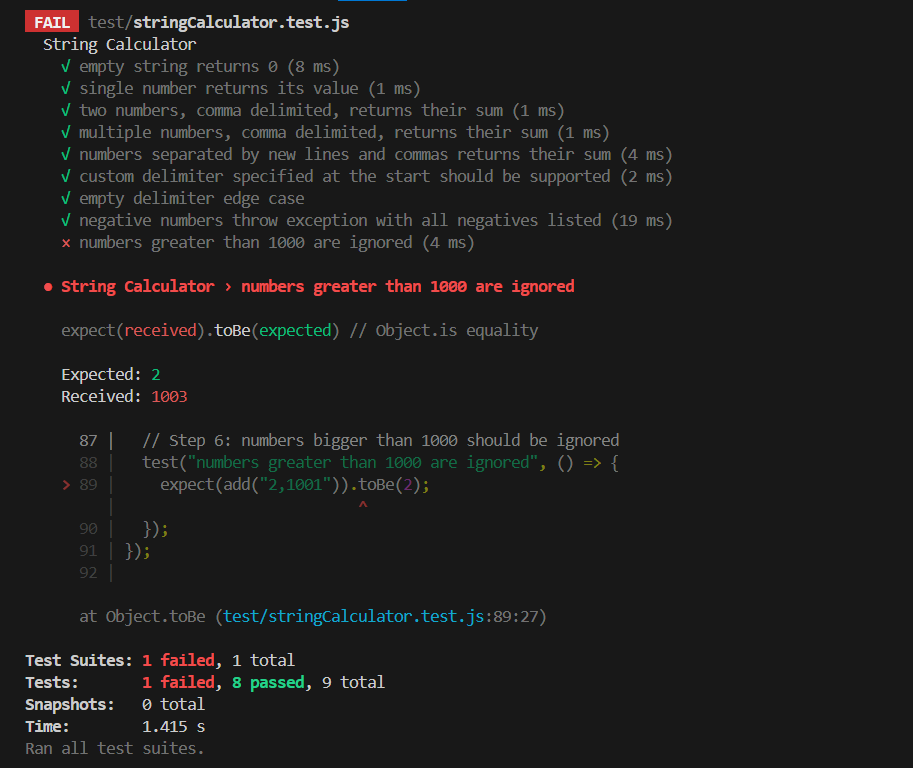 FAIL test/stringCalculator.test.js
String Calculator
√ empty string returns 0 (8 ms)
√ single number returns its value (1 ms)
√ two numbers, comma delimited, returns their sum (1 ms)
√ multiple numbers, comma delimited, returns their sum (1 ms)
√ numbers separated by new lines and commas returns their sum (4 ms)
√ custom delimiter specified at the start should be supported (2 ms)
√ empty delimiter edge case
√ negative numbers throw exception with all negatives listed (19 ms)
× numbers greater than 1000 are ignored (4 ms)
● String Calculator › numbers greater than 1000 are ignored
expect(received).toBe(expected) // Object.is equality
Expected: 2
Received: 1003
87 | // Step 6: numbers bigger than 1000 should be ignored
88 | test("numbers greater than 1000 are ignored", () => {
> 89 | expect(add("2,1001")).toBe(2);
| ^
90 | });
91 | });
92 |
at Object.toBe (test/stringCalculator.test.js:89:27)
Test Suites: 1 failed, 1 total
Tests: 1 failed, 8 passed, 9 total
Snapshots: 0 total
Time: 1.415 s
Ran all test suites.